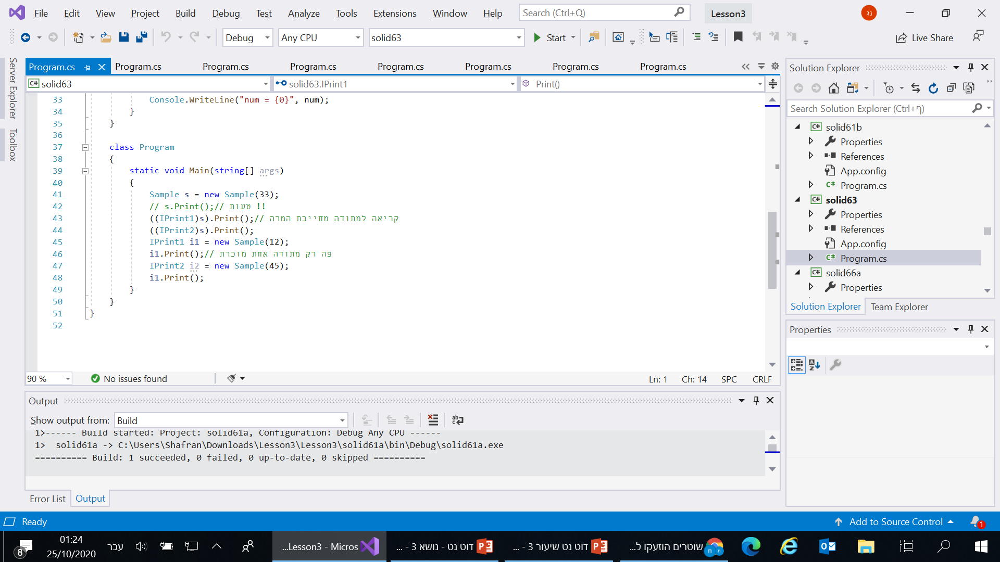 File Edit View Project Build Debug Test Analyze Tools Extensions Window Help Search (Ctrl+Q) Lesson3 נג
Debug Any CPU solid63 Start Live Share
Server Explorer
Toolbox
Program.cs Program.cs Program.cs Program.cs Program.cs Program.cs Program.cs Program.cs
C# solid63 solid63.IPrint1 Print()
33 Console.WriteLine("num = {0}", num);
34 }
35 }
36
37 class Program
38 {
39 static void Main(string[] args)
40 {
41 Sample s = new Sample(33);
42 // s.Print();// טעות !!
43 ((IPrint1)s).Print();// קריאה למתודה מחייבת המרה
44 ((IPrint2)s).Print();
45 IPrint1 i1 = new Sample(12);
46 i1.Print();// פה רק מתודה אחת מוכרת
47 IPrint2 i2 = new Sample(45);
48 i1.Print();
49 }
50 }
51 }
52
90 % No issues found Ln: 1 Ch: 14 SPC CRLF
Output
Show output from: Build
1>------ Build started: Project: solid61a, Configuration: Debug Any CPU ------
1> solid61a -> C:\Users\Shafran\Downloads\Lesson3\Lesson3\solid61a\bin\Debug\solid61a.exe
========== Build: 1 succeeded, 0 failed, 0 up-to-date, 0 skipped ==========
Error List Output
Solution Explorer
Search Solution Explorer (Ctrl+ף)
C# solid61b
Properties
References
App.config
C# Program.cs
C# solid63
Properties
References
App.config
C# Program.cs
C# solid66a
Properties
Solution Explorer Team Explorer
Properties
Ready Add to Source Control 1
8 01:24
25/10/2020
עבר
...Lesson3 - Micros
דוט נט - נושא 3 - ...
דוט נט שיעור 3 - ...
שוטרים הוזעקו ל...